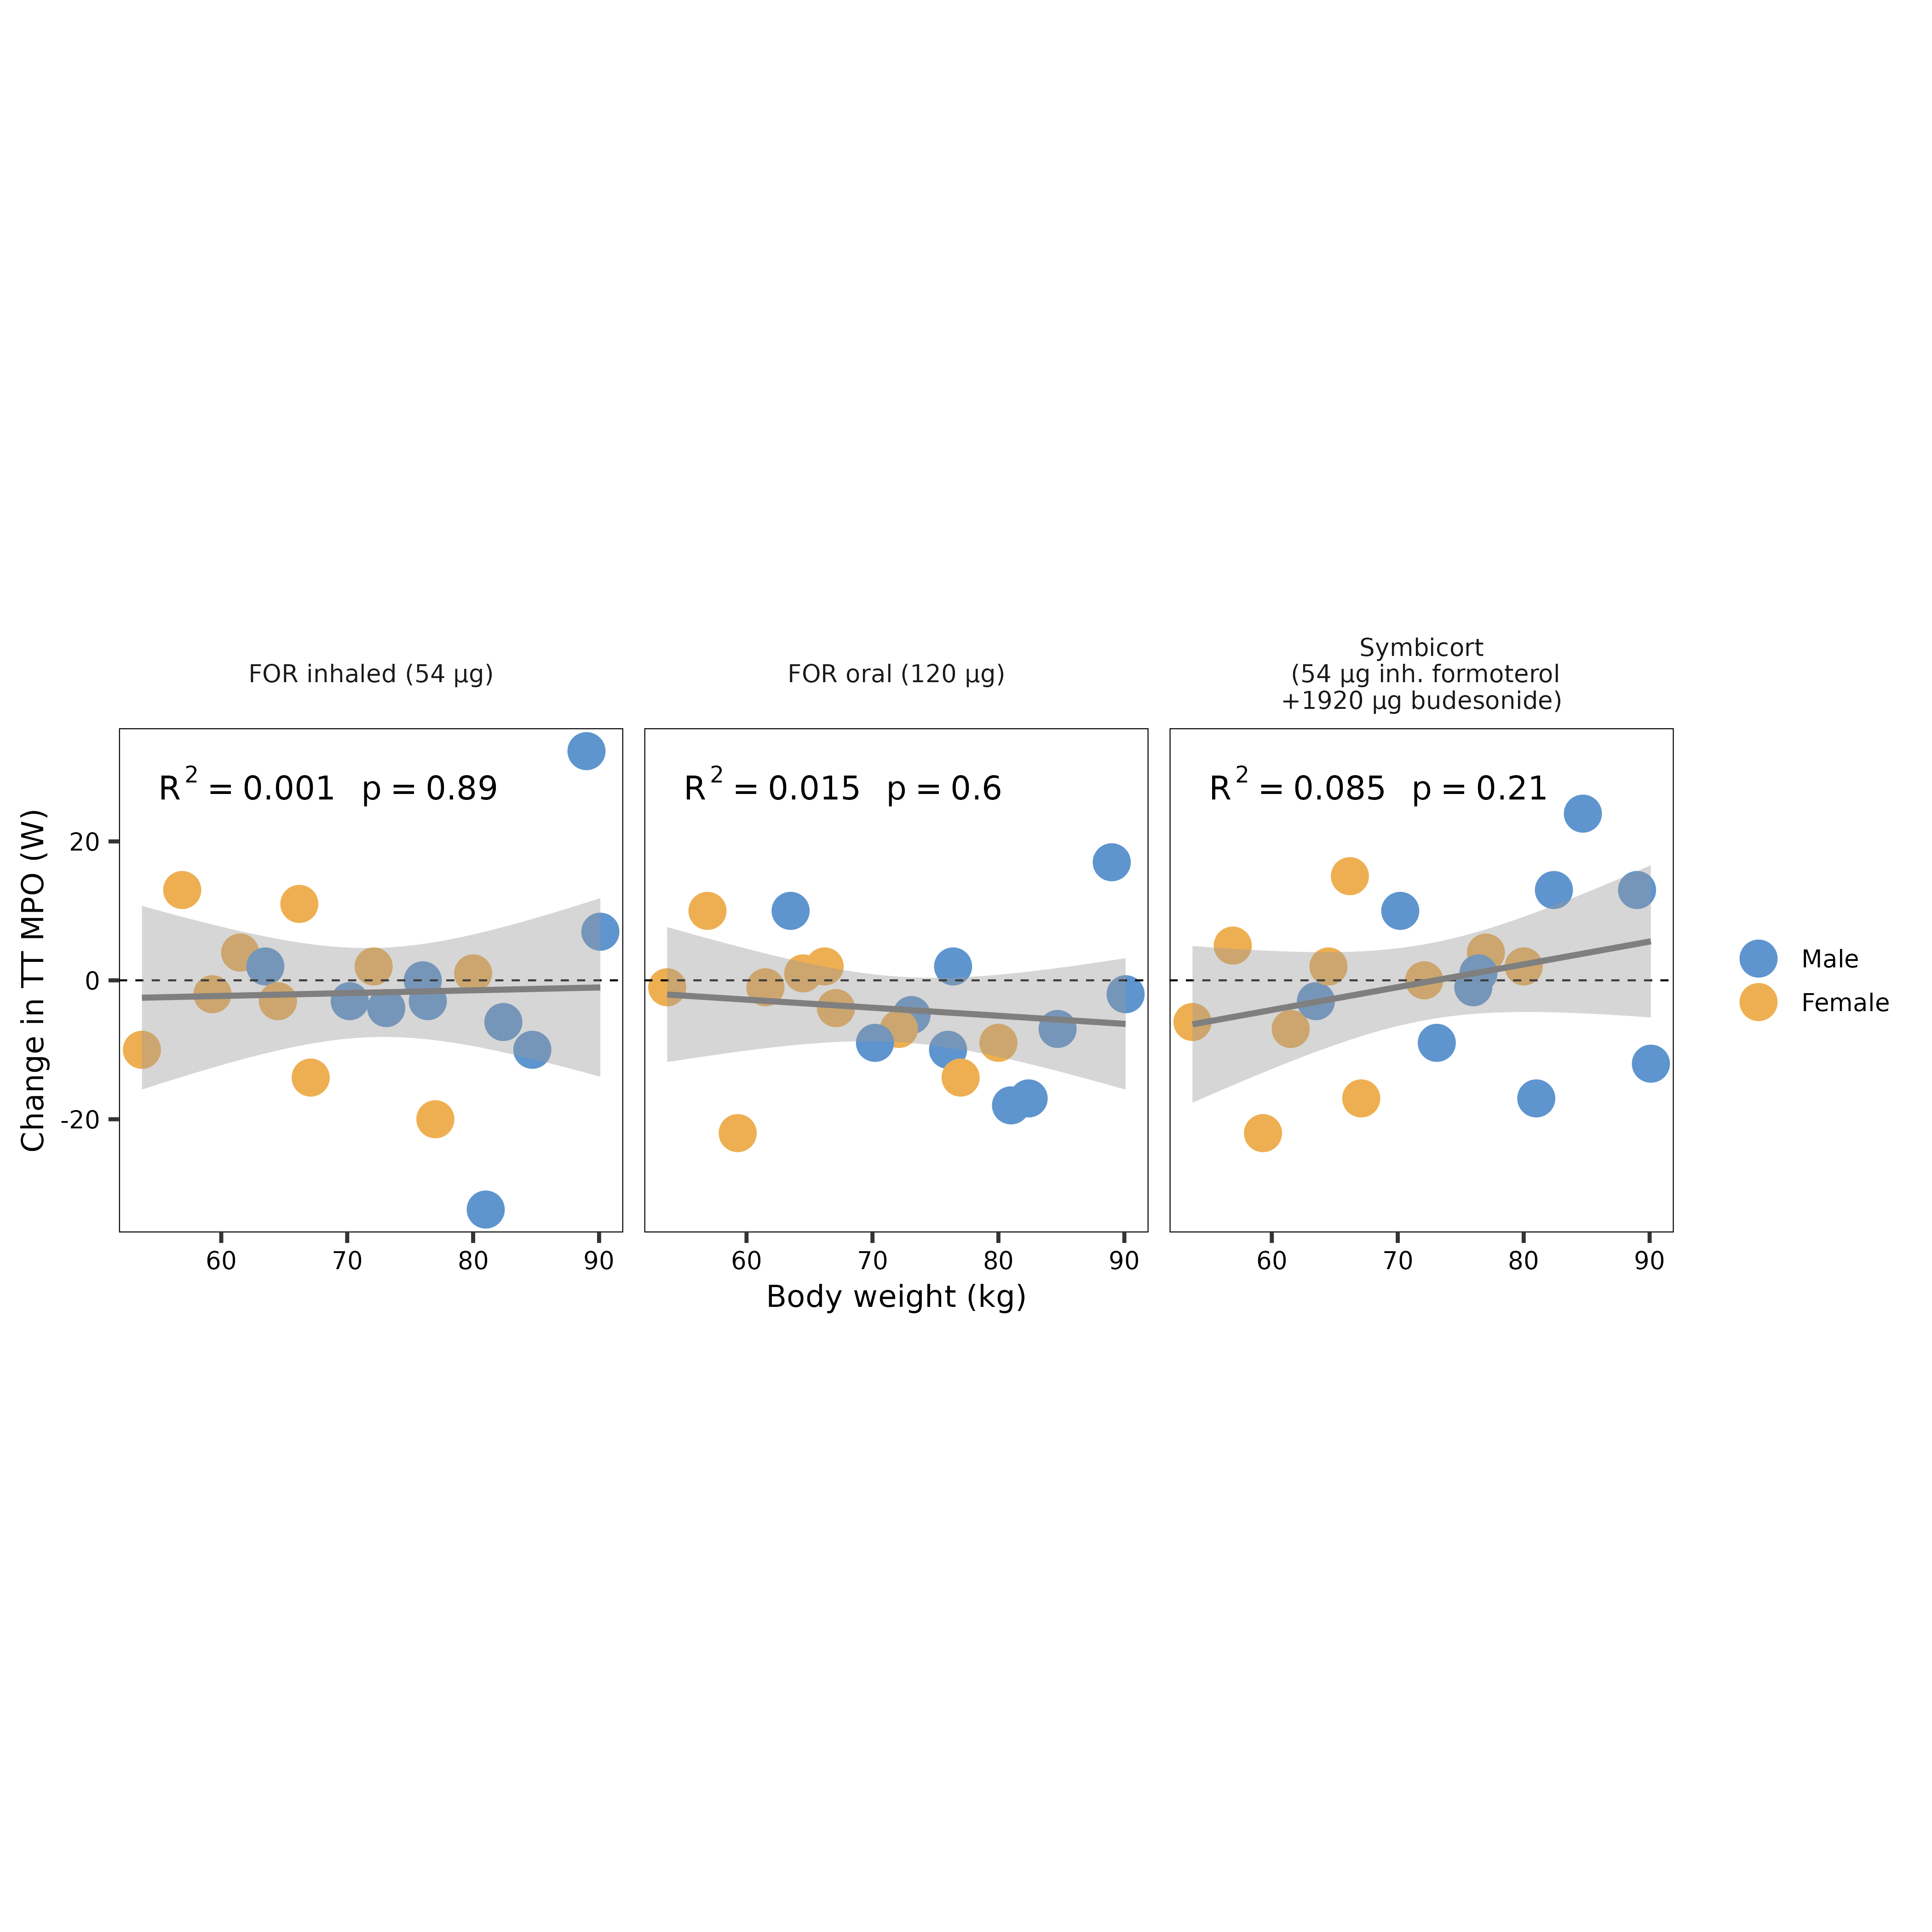 FOR inhaled (54 µg)
FOR oral (120 µg)
Symbicort
(54 µg inh. formoterol
+1920 µg budesonide)
R² = 0.001 p = 0.89
R² = 0.015 p = 0.6
R² = 0.085 p = 0.21
Change in TT MPO (W)
20
0
-20
60 70 80 90
60 70 80 90
60 70 80 90
Body weight (kg)
Male
Female